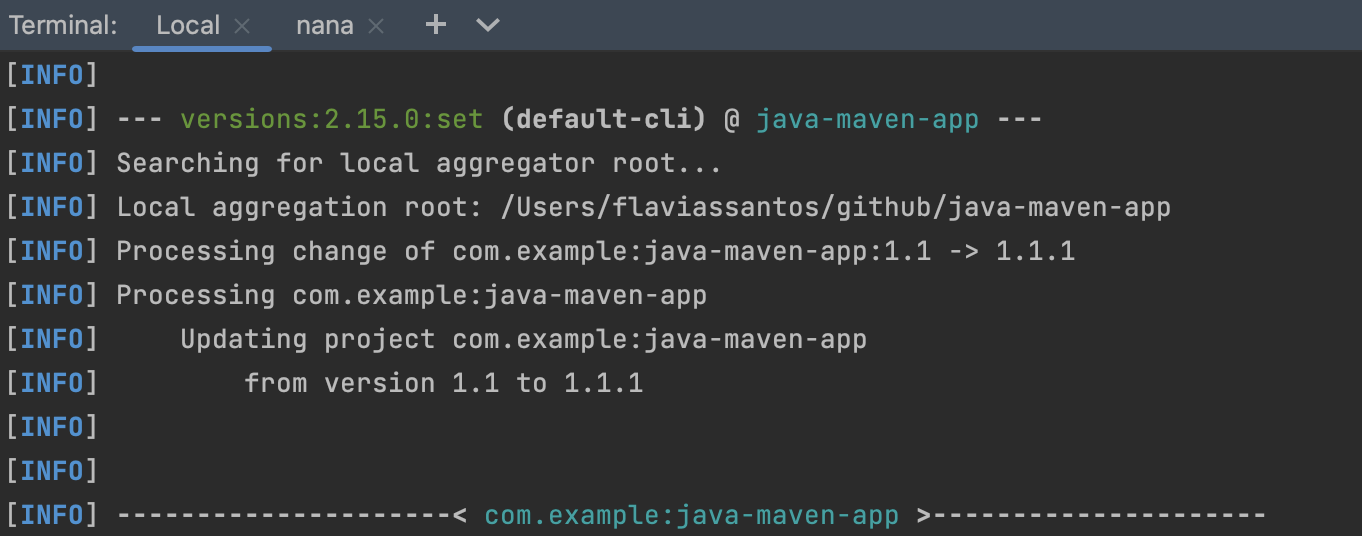 Terminal: Local × nana × +
[INFO]
[INFO] --- versions:2.15.0:set (default-cli) @ java-maven-app ---
[INFO] Searching for local aggregator root...
[INFO] Local aggregation root: /Users/flaviassantos/github/java-maven-app
[INFO] Processing change of com.example:java-maven-app:1.1 -> 1.1.1
[INFO] Processing com.example:java-maven-app
[INFO]     Updating project com.example:java-maven-app
[INFO]         from version 1.1 to 1.1.1
[INFO]
[INFO]
[INFO] ---------------------< com.example:java-maven-app >---------------------